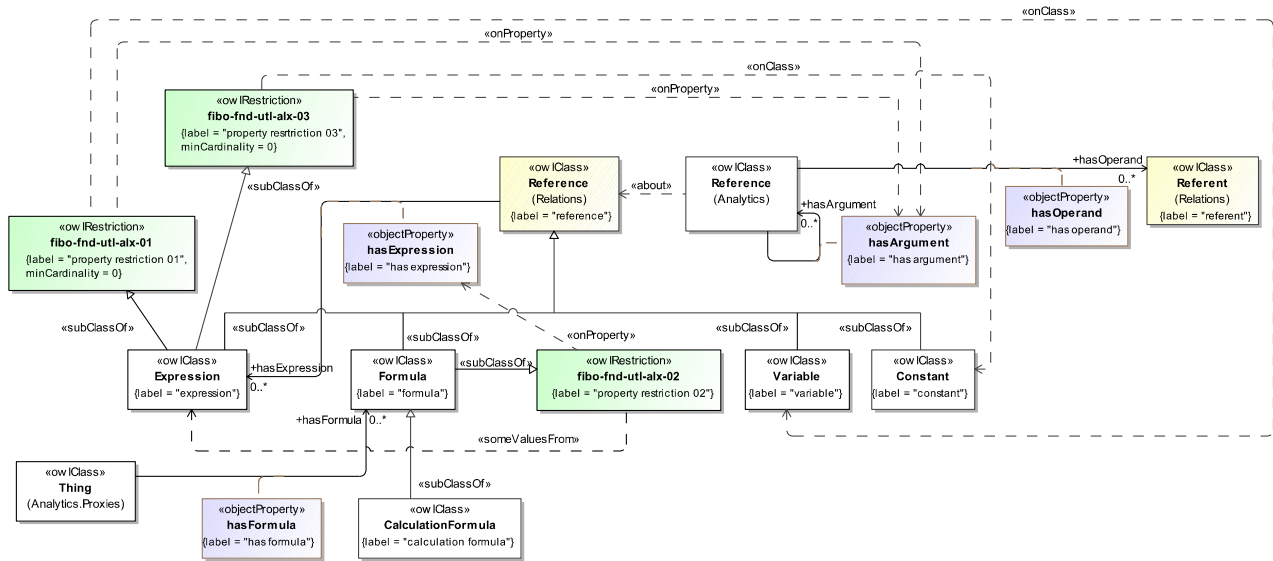 «onClass»
«onProperty»
«onClass»
«onProperty»
«owlRestriction»
fibo-fnd-utl-alx-03
{label = "property resrtriction 03",
minCardinality = 0}
«subClassOf»
«owlClass»
Reference
(Relations)
{label = "reference"}
«about»
«owlClass»
Reference
(Analytics)
+hasOperand
0..*
«owlClass»
Referent
(Relations)
{label = "referent"}
«objectProperty»
hasOperand
{label = "has operand"}
+hasArgument
0..*
«objectProperty»
hasArgument
{label = "has argument"}
«objectProperty»
hasExpression
{label = "has expression"}
«owlRestriction»
fibo-fnd-utl-alx-01
{label = "property restriction 01",
minCardinality = 0}
«subClassOf»
«subClassOf»
«subClassOf»
«onProperty»
«subClassOf»
«subClassOf»
«owlClass»
Expression
{label = "expression"}
+hasExpression
0..*
«owlClass»
Formula
{label = "formula"}
«subClassOf»
«owlRestriction»
fibo-fnd-utl-alx-02
{label = "property restriction 02"}
«owlClass»
Variable
{label = "variable"}
«owlClass»
Constant
{label = "constant"}
+hasFormula
0..*
«someValuesFrom»
«owlClass»
Thing
(Analytics.Proxies)
«subClassOf»
«objectProperty»
hasFormula
{label = "has formula"}
«owlClass»
CalculationFormula
{label = "calculation formula"}